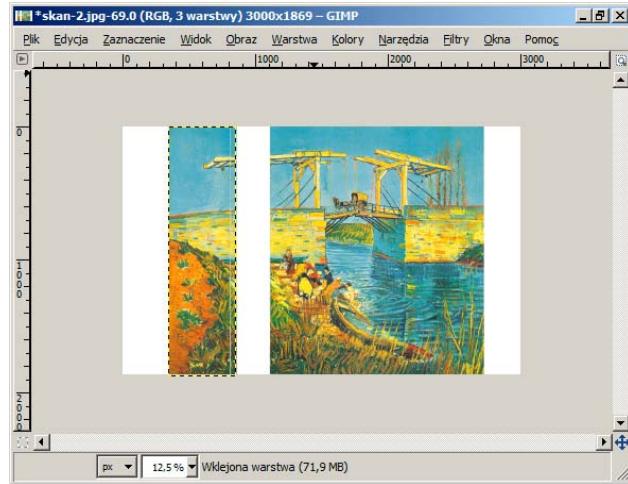 *skan-2.jpg-69.0 (RGB, 3 warstwy) 3000x1869 – GIMP
Plik Edycja Zaznaczenie Widok Obraz Warstwa Kolory Narzędzia Filtry Okna Pomoc
0 1000 2000 3000
0
1000
2000
px 12,5 % Wklejona warstwa (71,9 MB)